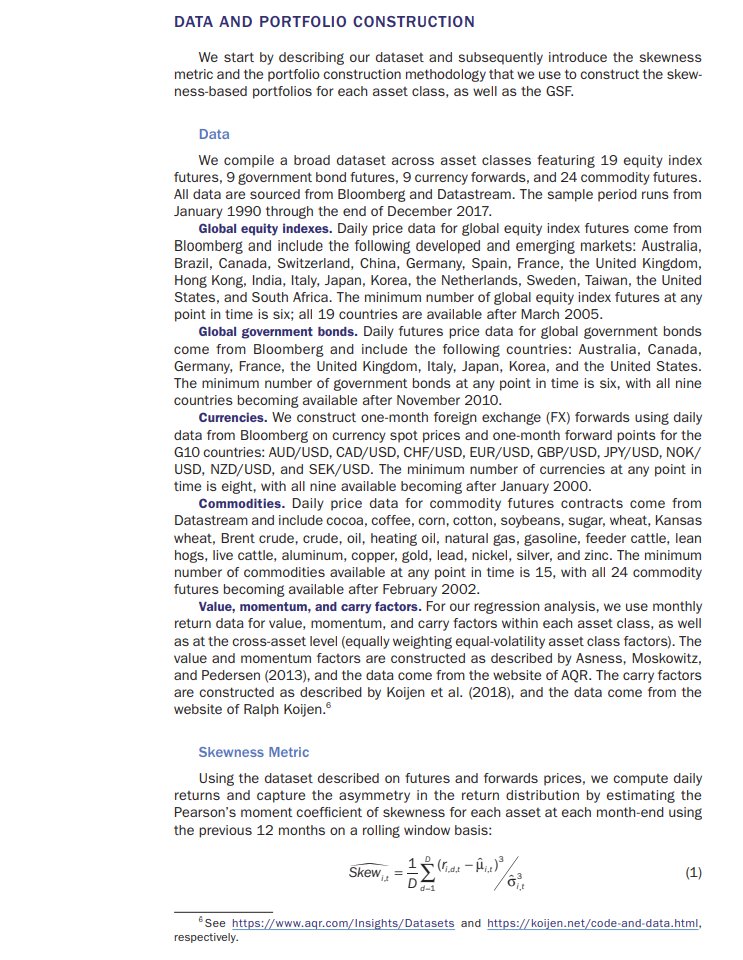 DATA AND PORTFOLIO CONSTRUCTION
We start by describing our dataset and subsequently introduce the skewness
metric and the portfolio construction methodology that we use to construct the skew-
ness-based portfolios for each asset class, as well as the GSF.
Data
We compile a broad dataset across asset classes featuring 19 equity index
futures, 9 government bond futures, 9 currency forwards, and 24 commodity futures.
All data are sourced from Bloomberg and Datastream. The sample period runs from
January 1990 through the end of December 2017.
Global equity indexes. Daily price data for global equity index futures come from
Bloomberg and include the following developed and emerging markets: Australia,
Brazil, Canada, Switzerland, China, Germany, Spain, France, the United Kingdom,
Hong Kong, India, Italy, Japan, Korea, the Netherlands, Sweden, Taiwan, the United
States, and South Africa. The minimum number of global equity index futures at any
point in time is six; all 19 countries are available after March 2005.
Global government bonds. Daily futures price data for global government bonds
come from Bloomberg and include the following countries: Australia, Canada,
Germany, France, the United Kingdom, Italy, Japan, Korea, and the United States.
The minimum number of government bonds at any point in time is six, with all nine
countries becoming available after November 2010.
Currencies. We construct one-month foreign exchange (FX) forwards using daily
data from Bloomberg on currency spot prices and one-month forward points for the
G10 countries: AUD/USD, CAD/USD, CHF/USD, EUR/USD, GBP/USD, JPY/USD, NOK/
USD, NZD/USD, and SEK/USD. The minimum number of currencies at any point in
time is eight, with all nine available becoming after January 2000.
Commodities. Daily price data for commodity futures contracts come from
Datastream and include cocoa, coffee, corn, cotton, soybeans, sugar, wheat, Kansas
wheat, Brent crude, crude, oil, heating oil, natural gas, gasoline, feeder cattle, lean
hogs, live cattle, aluminum, copper, gold, lead, nickel, silver, and zinc. The minimum
number of commodities available at any point in time is 15, with all 24 commodity
futures becoming available after February 2002.
Value, momentum, and carry factors. For our regression analysis, we use monthly
return data for value, momentum, and carry factors within each asset class, as well
as at the cross-asset level (equally weighting equal-volatility asset class factors). The
value and momentum factors are constructed as described by Asness, Moskowitz,
and Pedersen (2013), and the data come from the website of AQR. The carry factors
are constructed as described by Koijen et al. (2018), and the data come from the
website of Ralph Koijen.⁶
Skewness Metric
Using the dataset described on futures and forwards prices, we compute daily
returns and capture the asymmetry in the return distribution by estimating the
Pearson's moment coefficient of skewness for each asset at each month-end using
the previous 12 months on a rolling window basis:
$\widehat{Skew}_{i,t} = \frac{1}{D} \sum_{d=1}^{D} (r_{i,d,t} - \hat{\mu}_{i,t})^3 / \hat{\sigma}^3_{i,t}$ (1)
⁶See https://www.aqr.com/Insights/Datasets and https://koijen.net/code-and-data.html,
respectively.